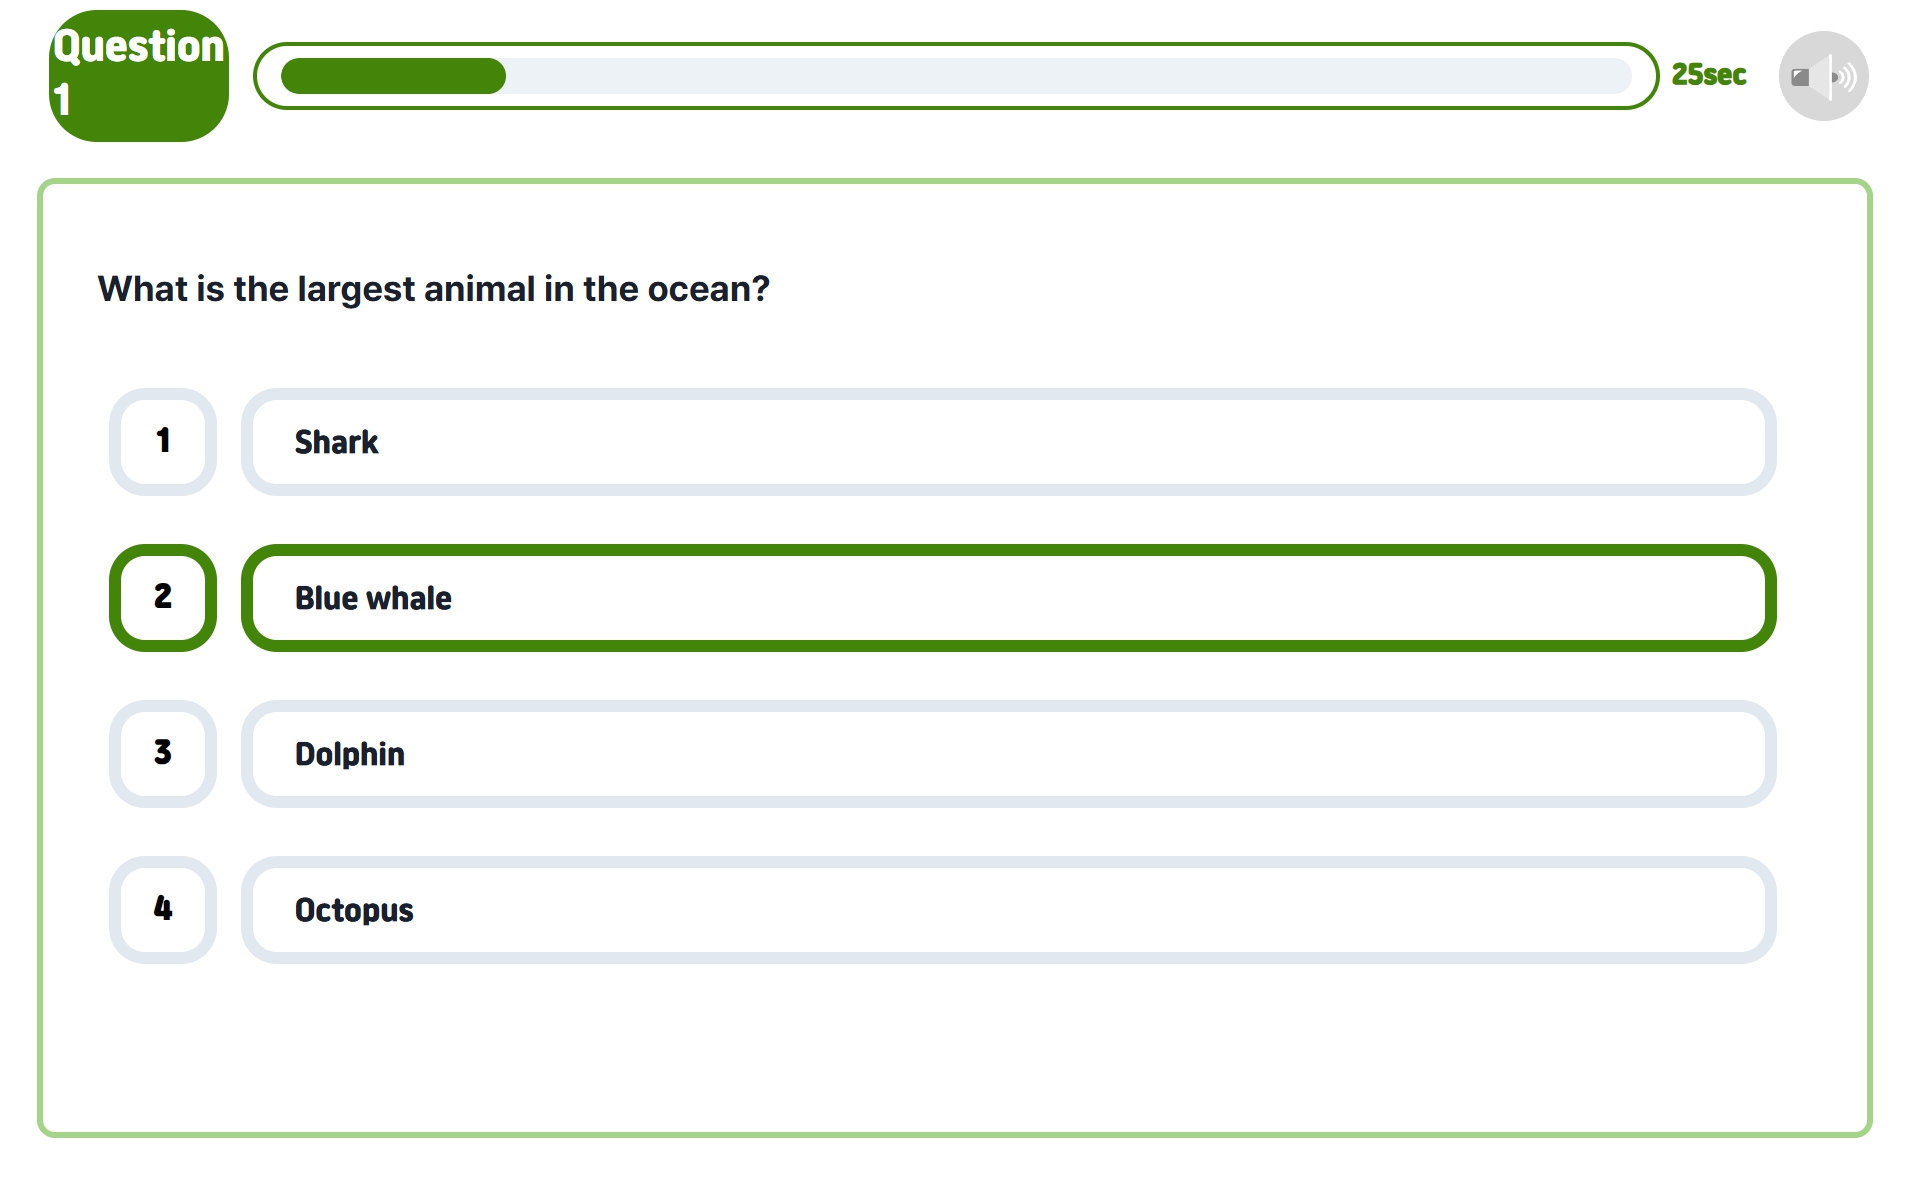 Question
1
25sec
What is the largest animal in the ocean?
1
Shark
2
Blue whale
3
Dolphin
4
Octopus